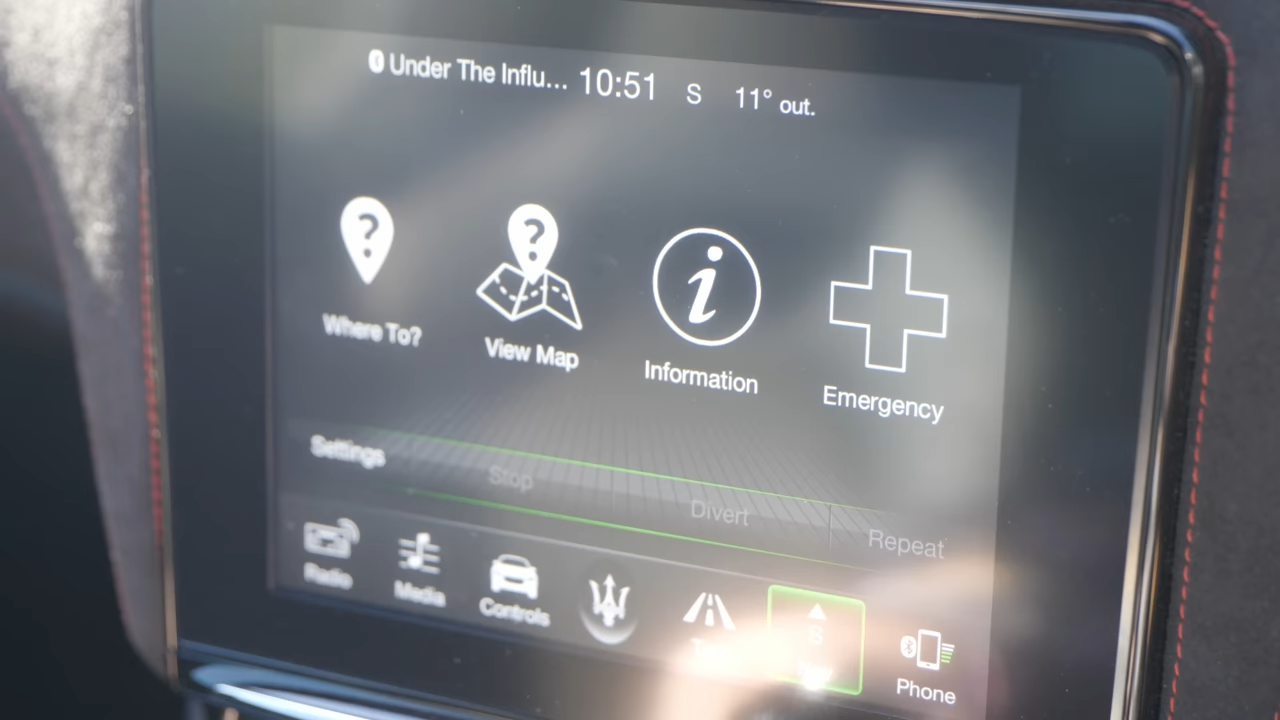 Under The Influ... 10:51 S 11° out.
Where To? View Map Information Emergency
Settings Stop Divert Repeat
Radio Media Controls S Nav Phone